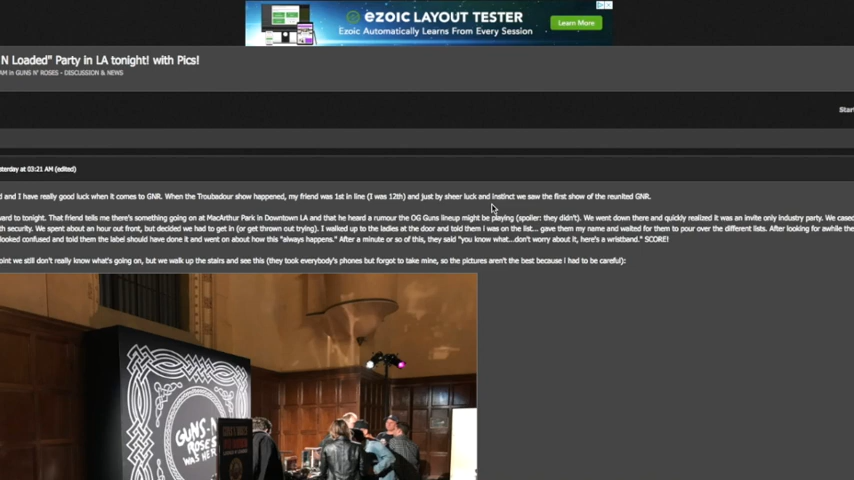 ezoic LAYOUT TESTER
Ezoic Automatically Learns From Every Session
Learn More
N Loaded" Party in LA tonight! with Pics!
AM in GUNS N' ROSES - DISCUSSION & NEWS
Start
sterday at 03:21 AM (edited)
d and I have really good luck when it comes to GNR. When the Troubadour show happened, my friend was 1st in line (I was 12th) and just by sheer luck and instinct we saw the first show of the reunited GNR.
ward to tonight. That friend tells me there's something going on at MacArthur Park in Downtown LA and that he heard a rumour the OG Guns lineup might be playing (spoiler: they didn't). We went down there and quickly realized it was an invite only industry party. We cased
th security. We spent about an hour out front, but decided we had to get in (or get thrown out trying). I walked up to the ladies at the door and told them I was on the list... gave them my name and waited for them to pour over the different lists. After looking for awhile the
looked confused and told them the label should have done it and went on about how this "always happens." After a minute or so of this, they said "you know what...don't worry about it, here's a wristband." SCORE!
point we still don't really know what's going on, but we walk up the stairs and see this (they took everybody's phones but forgot to take mine, so the pictures aren't the best because I had to be careful):
GUNS-N
ROSES
WAS HERE